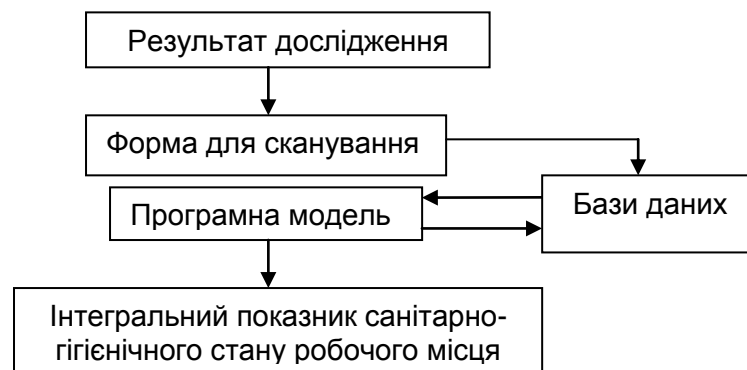 Результат дослідження
Форма для сканування
Програмна модель
Бази даних
Інтегральний показник санітарно-
гігієнічного стану робочого місця